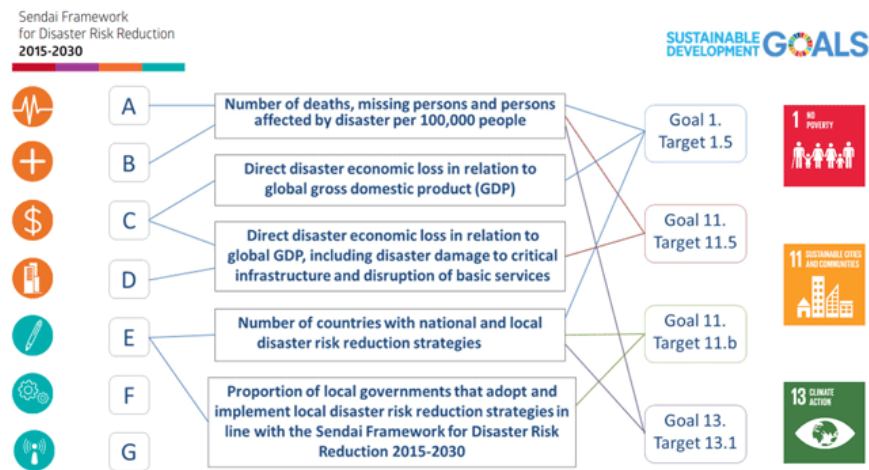 Sendai Framework
for Disaster Risk Reduction
2015-2030
SUSTAINABLE
DEVELOPMENT GOALS
A
B
C
D
E
F
G
Number of deaths, missing persons and persons
affected by disaster per 100,000 people
Direct disaster economic loss in relation to
global gross domestic product (GDP)
Direct disaster economic loss in relation to
global GDP, including disaster damage to critical
infrastructure and disruption of basic services
Number of countries with national and local
disaster risk reduction strategies
Proportion of local governments that adopt and
implement local disaster risk reduction strategies in
line with the Sendai Framework for Disaster Risk
Reduction 2015-2030
Goal 1.
Target 1.5
Goal 11.
Target 11.5
Goal 11.
Target 11.b
Goal 13.
Target 13.1
1 NO
POVERTY
11 SUSTAINABLE CITIES
AND COMMUNITIES
13 CLIMATE
ACTION